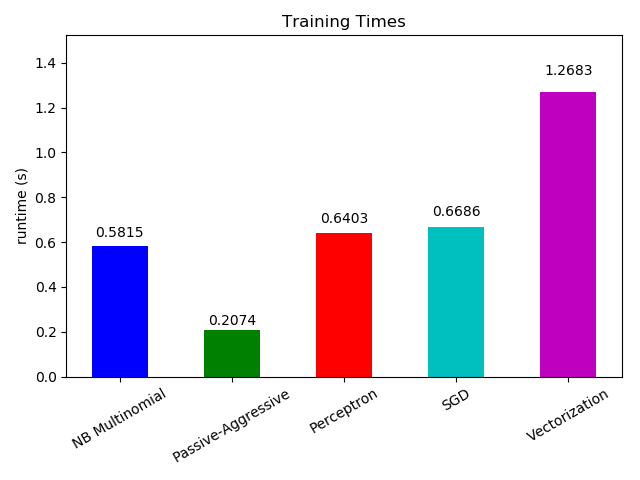 Training Times
runtime (s)
1.4
1.2
1.0
0.8
0.6
0.4
0.2
0.0
0.5815
0.2074
0.6403
0.6686
1.2683
NB Multinomial
Passive-Aggressive
Perceptron
SGD
Vectorization